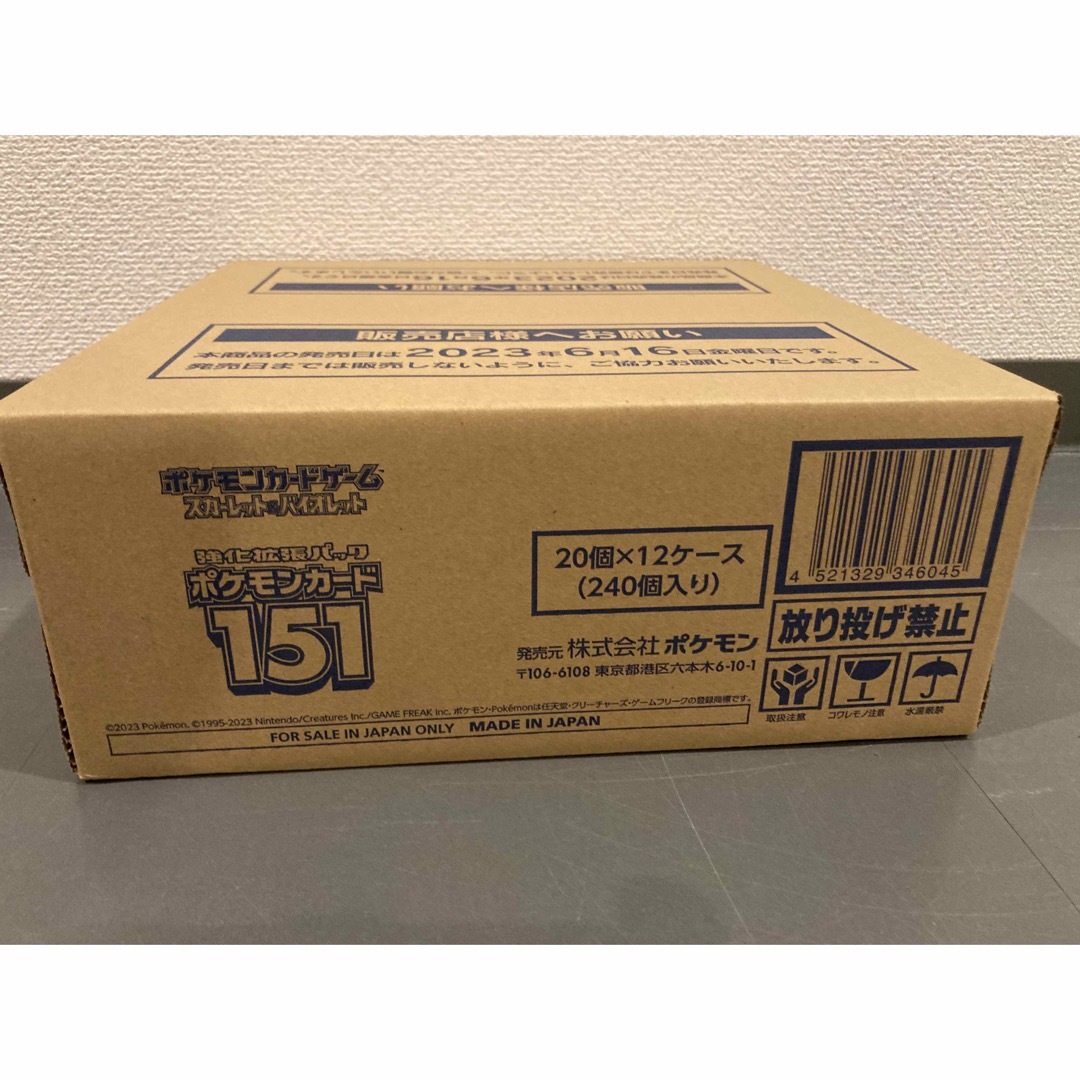 販売店様へお願い
本商品の発売日は2023年6月16日金曜日です。
発売日までは販売しないように、ご協力お願いいたします。
ポケモンカードゲーム
スカーレット&バイオレット
強化拡張パック
ポケモンカード
151
20個×12ケース
(240個入り)
発売元 株式会社 ポケモン
〒106-6108 東京都港区六本木6-10-1
4 521329 346045
放り投げ禁止
取扱注意 コワレモノ注意 水濡厳禁
©2023 Pokémon. ©1995-2023 Nintendo/Creatures Inc./GAME FREAK Inc. ポケモン・Pokémonは任天堂・クリーチャーズ・ゲームフリークの登録商標です。
FOR SALE IN JAPAN ONLY MADE IN JAPAN